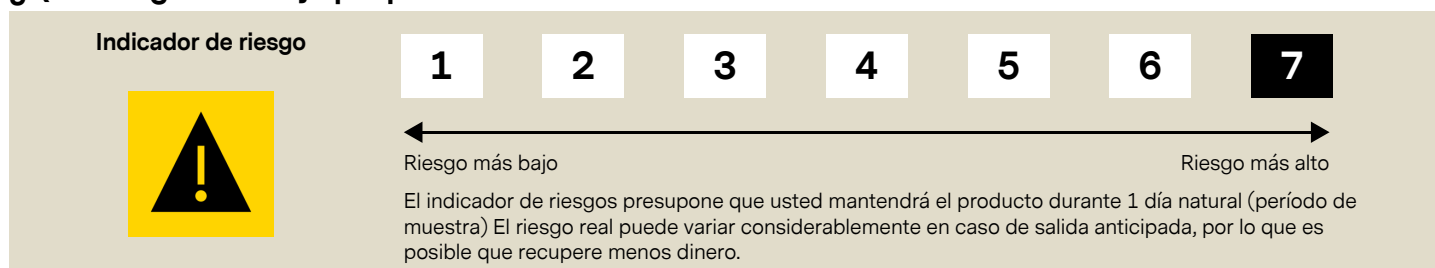 Indicador de riesgo
1 2 3 4 5 6 7
!
Riesgo más bajo Riesgo más alto
El indicador de riesgos presupone que usted mantendrá el producto durante 1 día natural (período de
muestra) El riesgo real puede variar considerablemente en caso de salida anticipada, por lo que es
posible que recupere menos dinero.